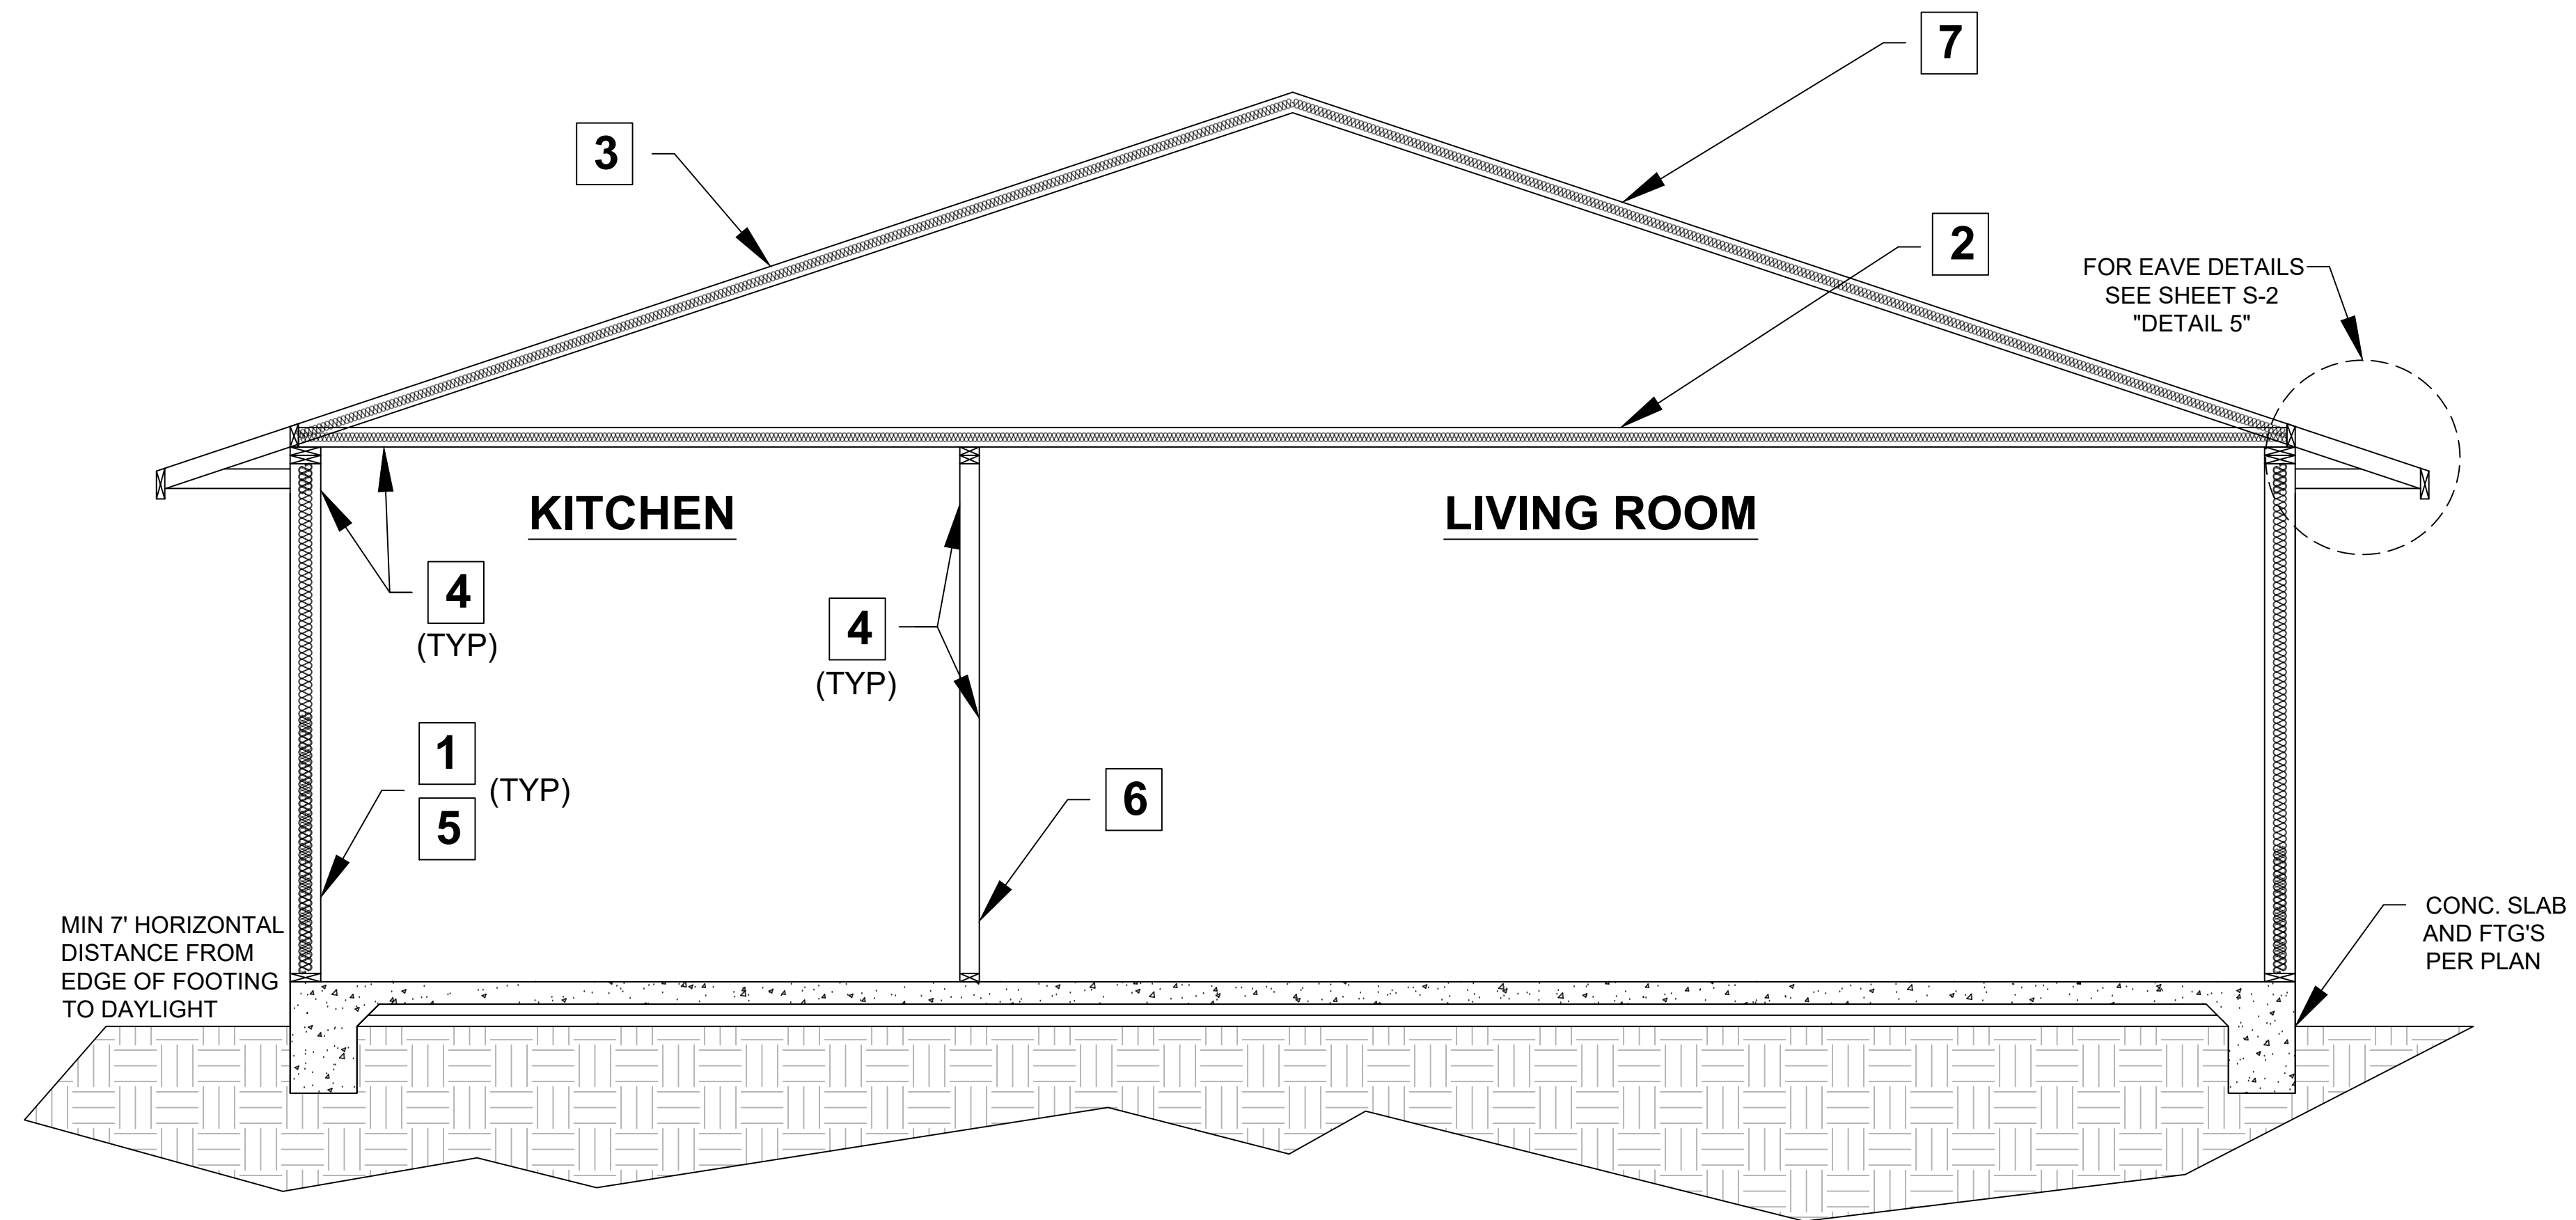 7
3
2
FOR EAVE DETAILS
SEE SHEET S-2
"DETAIL 5"
KITCHEN
LIVING ROOM
4
(TYP)
4
(TYP)
1
(TYP)
5
6
MIN 7' HORIZONTAL
DISTANCE FROM
EDGE OF FOOTING
TO DAYLIGHT
CONC. SLAB
AND FTG'S
PER PLAN